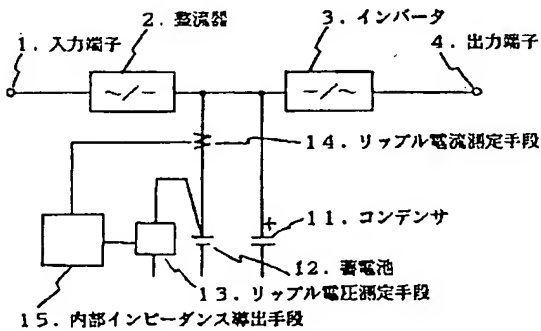 2. 整流器
3. インバータ
1. 入力端子
4. 出力端子
~/-
-/~
14. リップル電流測定手段
+
11. コンデンサ
12. 蓄電池
13. リップル電圧測定手段
15. 内部インピーダンス導出手段